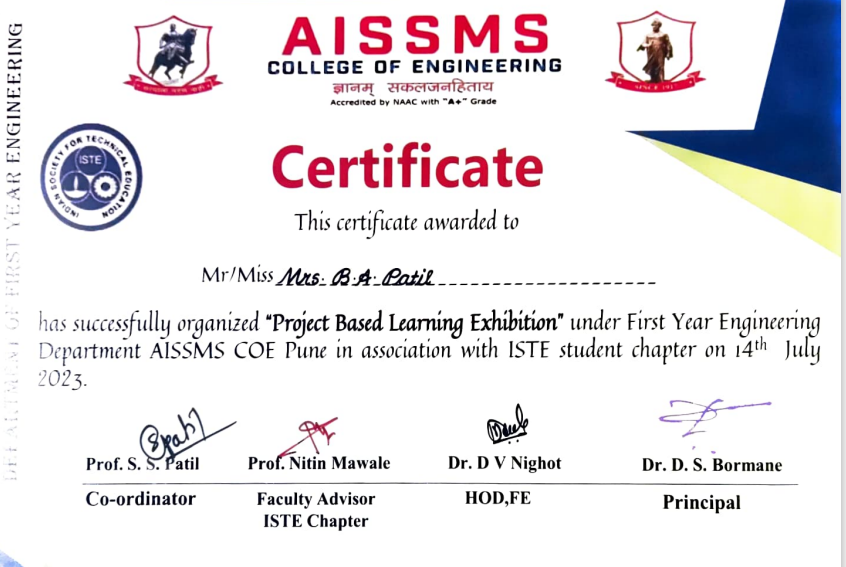 AISSMS
COLLEGE OF ENGINEERING
ज्ञानम् सकलजनहिताय
Accredited by NAAC with "A+" Grade
SINCE 1917
INDIAN SOCIETY FOR TECHNICAL EDUCATION
ISTE
DEPARTMENT OF FIRST YEAR ENGINEERING
Certificate
This certificate awarded to
Mr/Miss Mrs. B.A. Patil
has successfully organized "Project Based Learning Exhibition" under First Year Engineering
Department AISSMS COE Pune in association with ISTE student chapter on 14th July
2023.
Prof. S. S. Patil Prof. Nitin Mawale Dr. D V Nighot Dr. D. S. Bormane
Co-ordinator Faculty Advisor HOD,FE Principal
ISTE Chapter